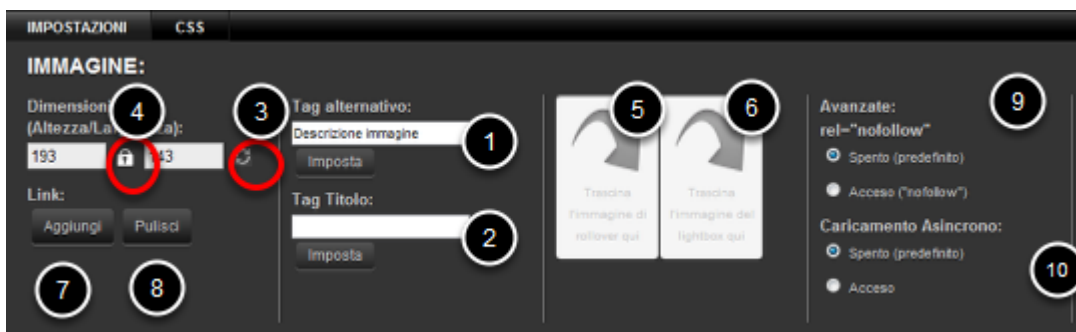 IMPOSTAZIONI
CSS
IMMAGINE:
Dimension
(Altezza/La ta):
193
43
4
3
Link:
Aggiungi
Pulisci
7
8
Tag alternativo:
Descrizione immagine
1
Imposta
Tag Titolo:
2
Imposta
5
6
Trascina
l'immagine di
rollover qui
Trascina
l'immagine del
lightbox qui
9
Avanzate:
rel="nofollow"
Spento (predefinito)
Acceso ("nofollow")
Caricamento Asincrono:
Spento (predefinito)
10
Acceso